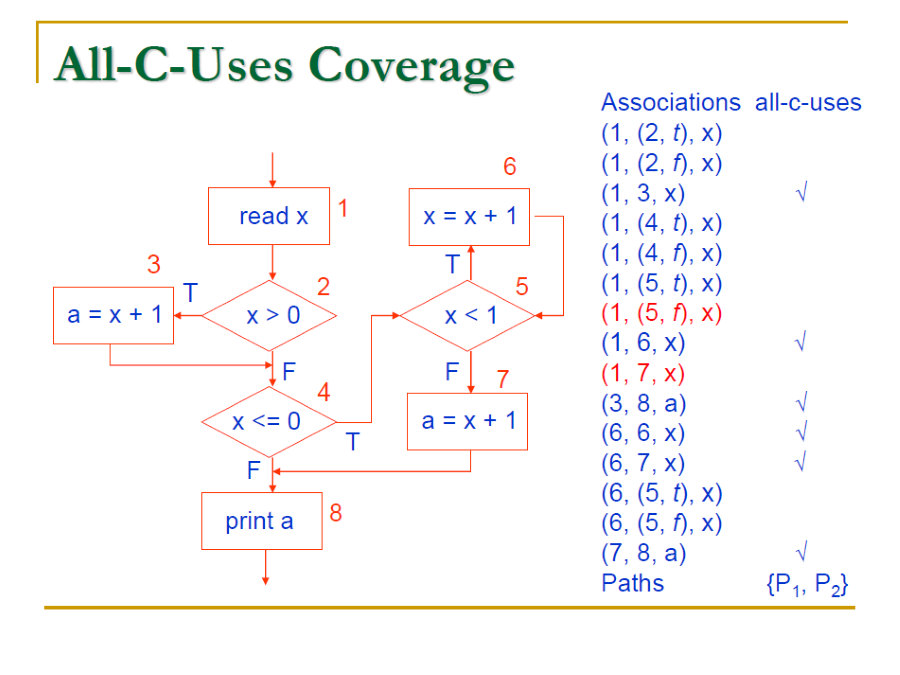 All-C-Uses Coverage
Associations all-c-uses
(1, (2, t), x)
(1, (2, f), x)
(1, 3, x) √
(1, (4, t), x)
(1, (4, f), x)
(1, (5, t), x)
(1, (5, f), x)
(1, 6, x) √
(1, 7, x)
(3, 8, a) √
(6, 6, x) √
(6, 7, x) √
(6, (5, t), x)
(6, (5, f), x)
(7, 8, a) √
Paths {P1, P2}
read x 1
x > 0 2
T
F
a = x + 1 3
x <= 0 4
T
F
x < 1 5
T
F
x = x + 1 6
a = x + 1 7
print a 8